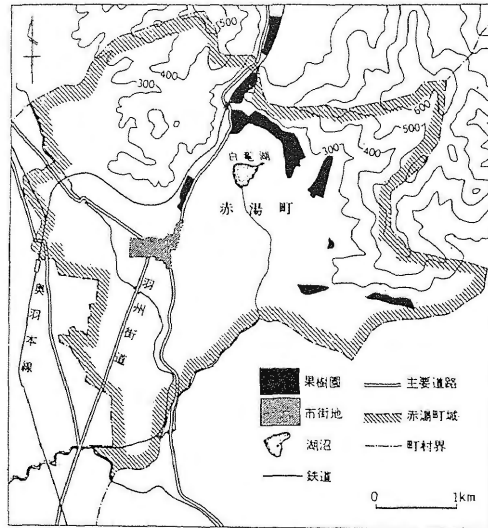 500
400
300
600
500
400
300
白竜湖
赤湯町
羽州街道
奥羽本線
果樹園
市街地
湖沼
鉄道
主要道路
赤湯町域
町村界
0
1km